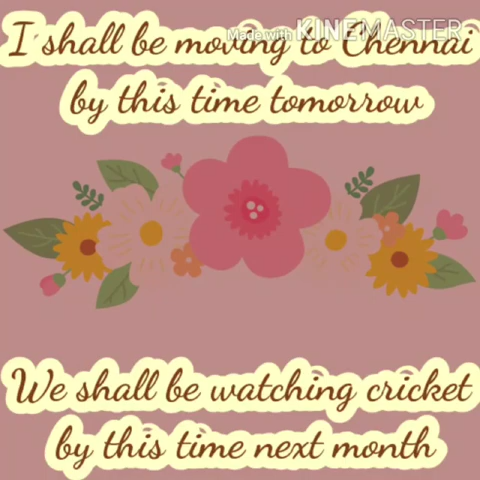 I shall be moving to Chennai
Made with KINEMASTER
by this time tomorrow
We shall be watching cricket
by this time next month